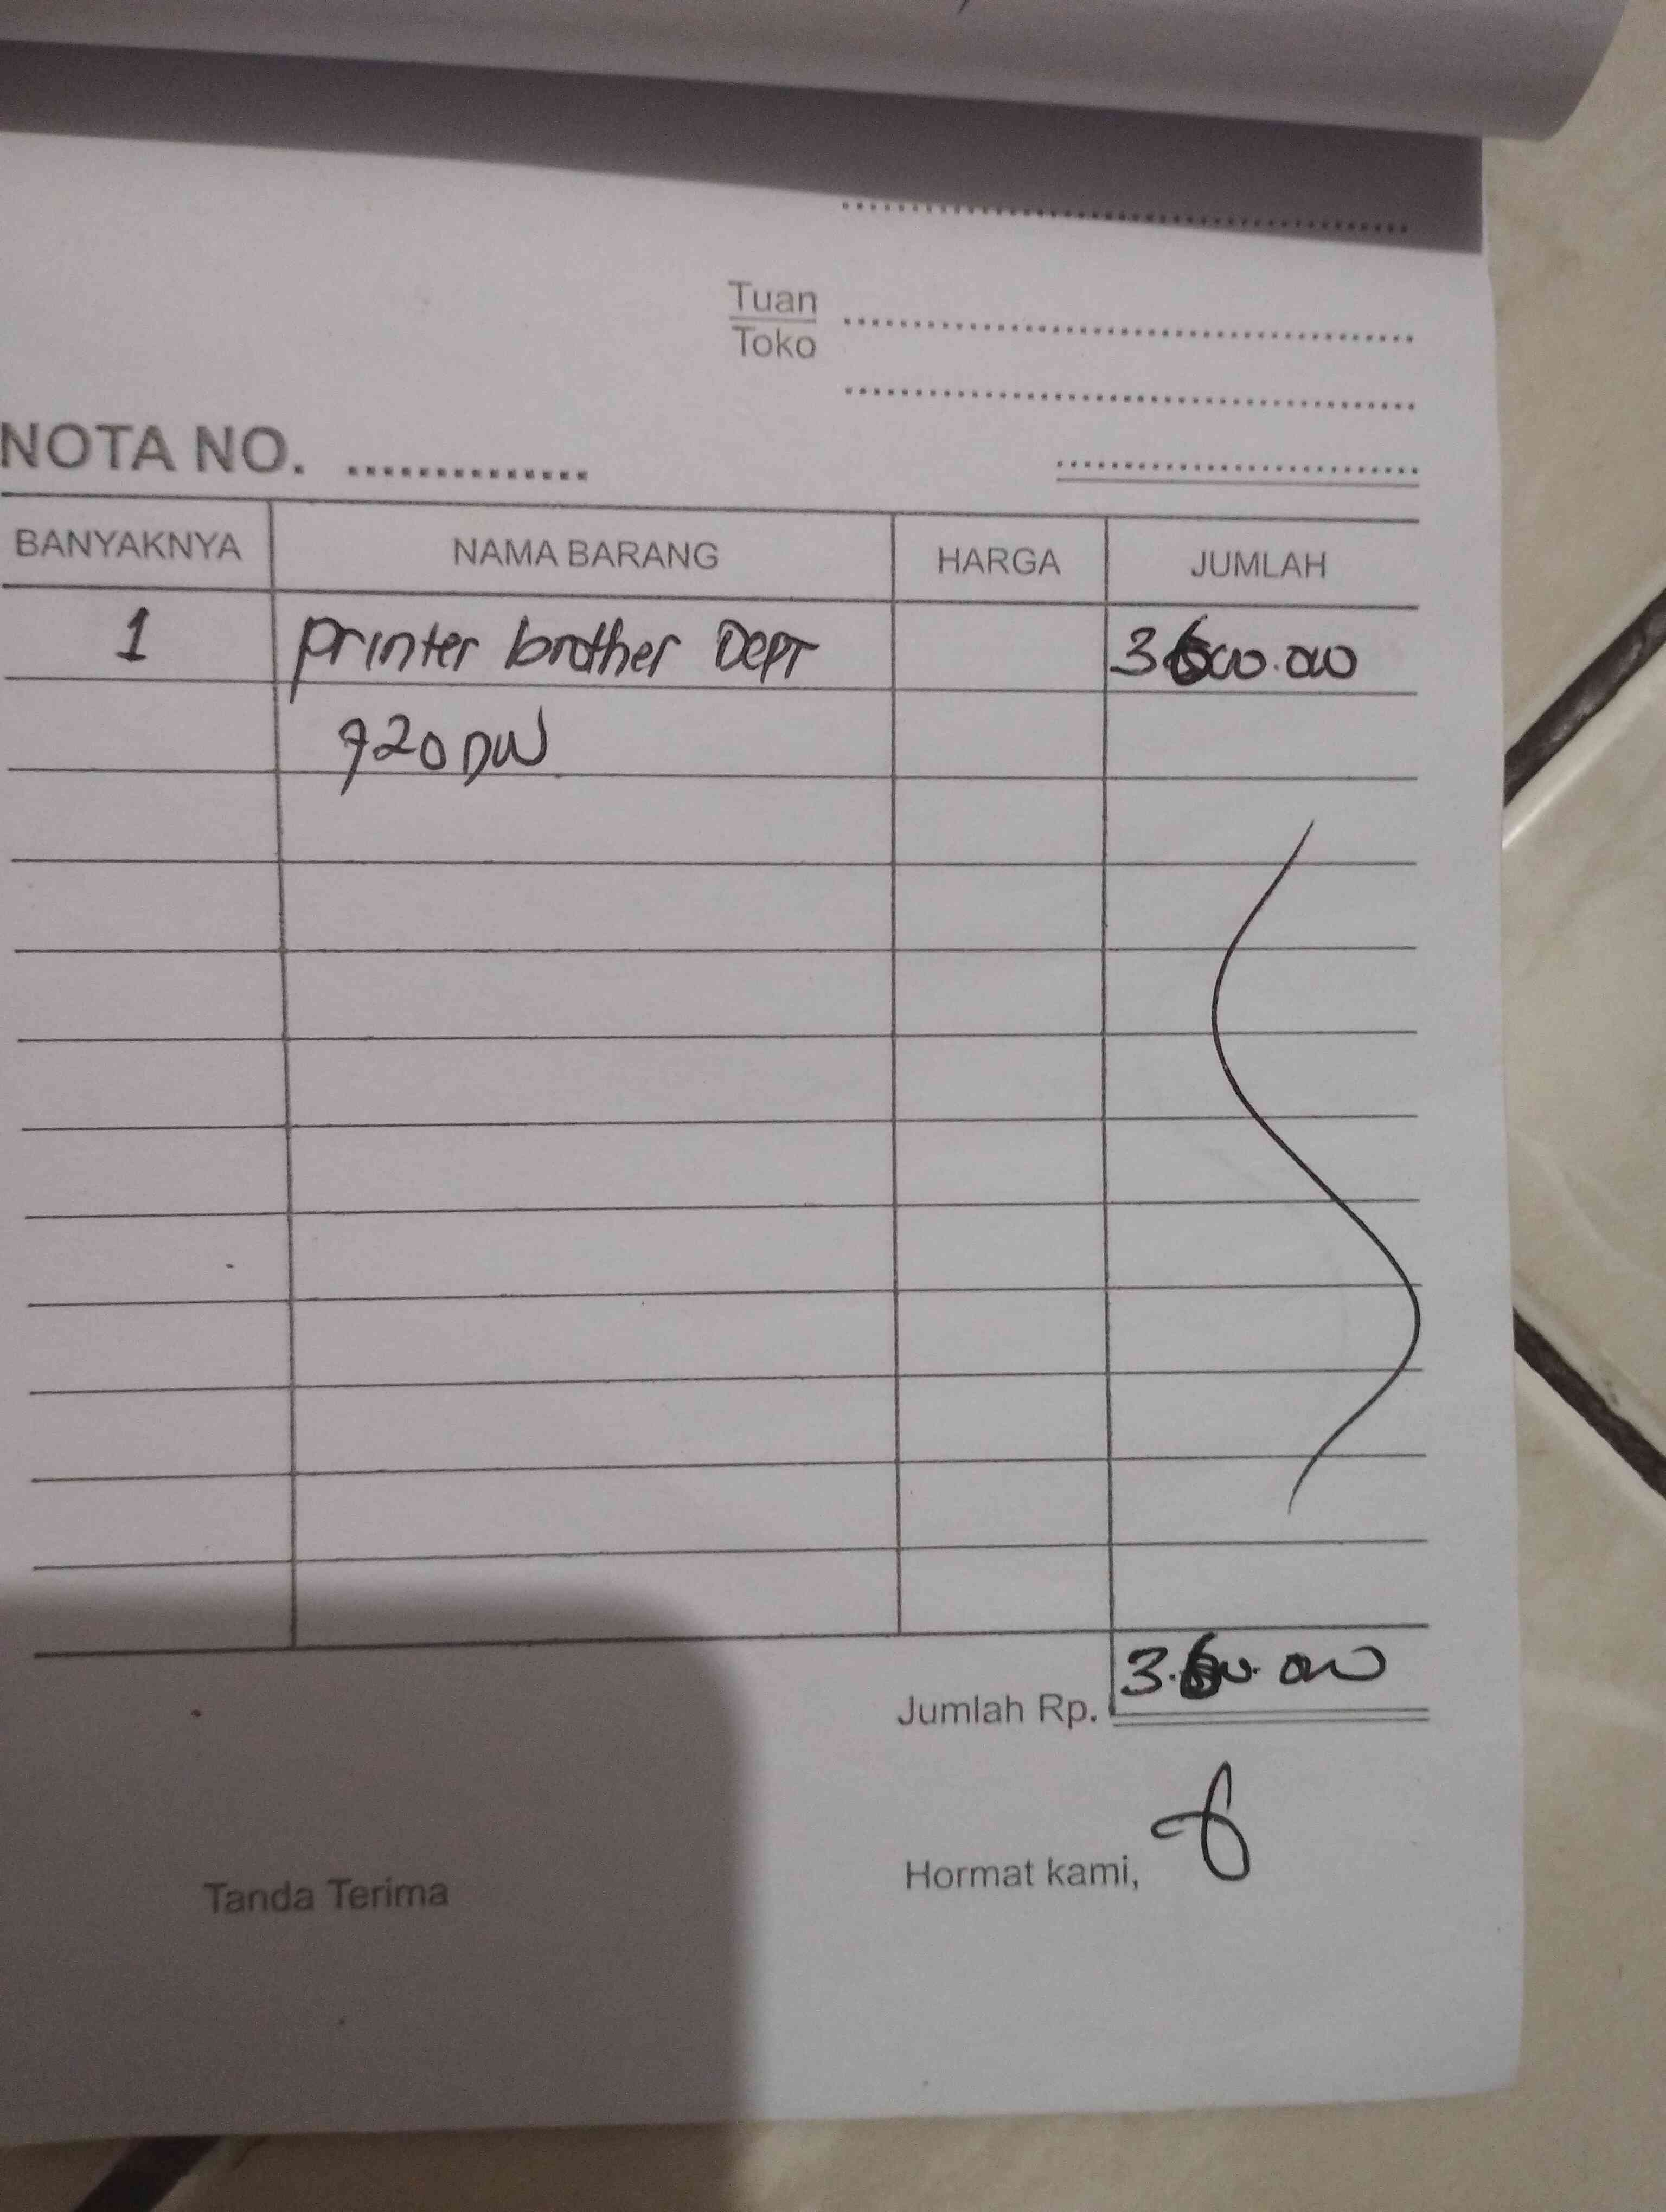 Tuan
Toko
NOTA NO.
BANYAKNYA NAMA BARANG HARGA JUMLAH
1 printer brother DCPT 3.600.000
720DW
Jumlah Rp. 3.600.000
Tanda Terima Hormat kami,